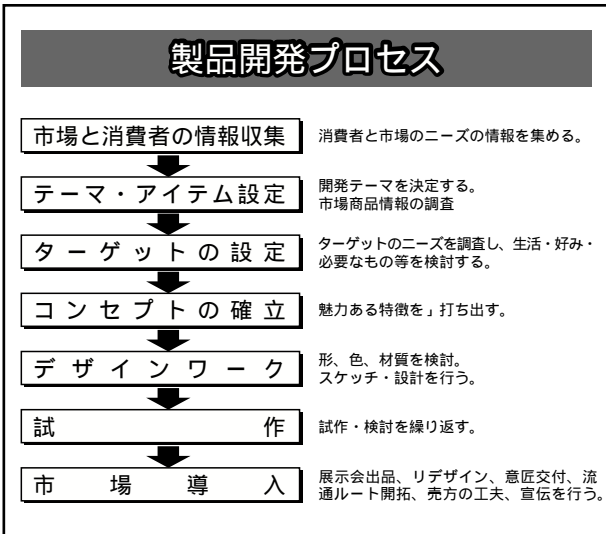 製品開発プロセス
市場と消費者の情報収集
消費者と市場のニーズの情報を集める。
テーマ・アイテム設定
開発テーマを決定する。
市場商品情報の調査
ターゲットの設定
ターゲットのニーズを調査し、生活・好み・
必要なもの等を検討する。
コンセプトの確立
魅力ある特徴を」打ち出す。
デザインワーク
形、色、材質を検討。
スケッチ・設計を行う。
試作
試作・検討を繰り返す。
市場導入
展示会出品、リデザイン、意匠交付、流
通ルート開拓、売方の工夫、宣伝を行う。